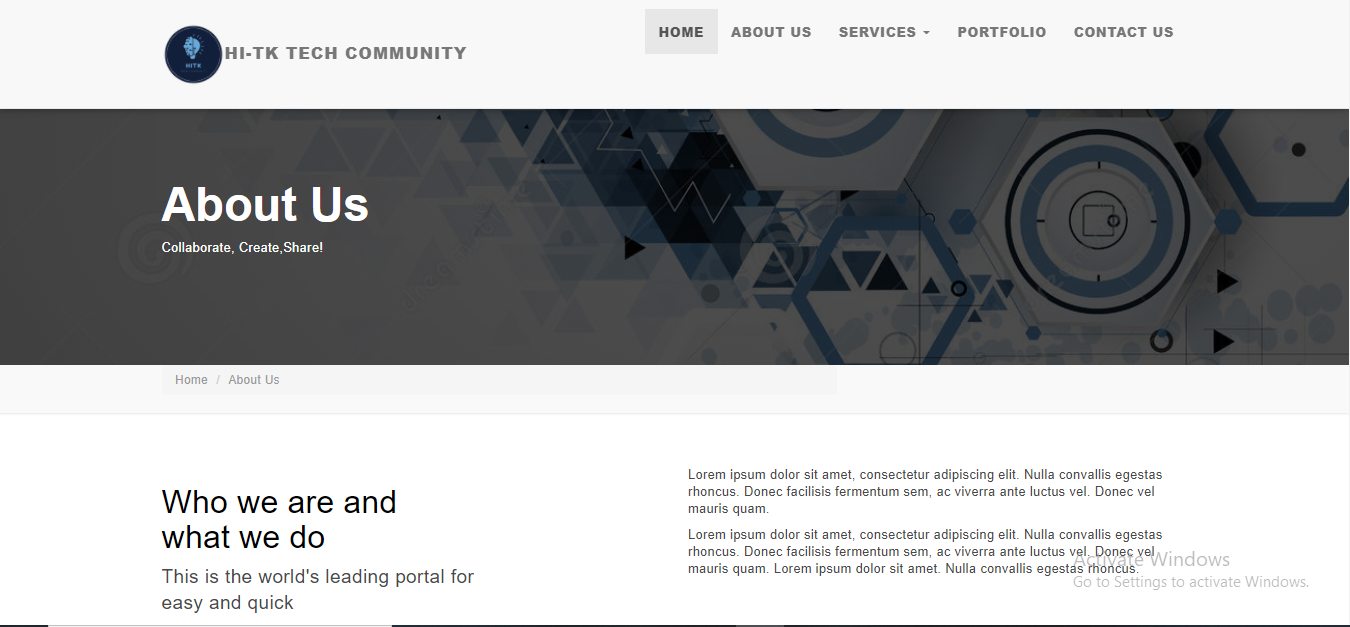 HITK
HI-TK TECH COMMUNITY
HOME ABOUT US SERVICES PORTFOLIO CONTACT US
About Us
Collaborate, Create,Share!
Home / About Us
Who we are and
what we do
This is the world's leading portal for
easy and quick
Lorem ipsum dolor sit amet, consectetur adipiscing elit. Nulla convallis egestas
rhoncus. Donec facilisis fermentum sem, ac viverra ante luctus vel. Donec vel
mauris quam.
Lorem ipsum dolor sit amet, consectetur adipiscing elit. Nulla convallis egestas
rhoncus. Donec facilisis fermentum sem, ac viverra ante luctus vel. Donec vel
mauris quam. Lorem ipsum dolor sit amet. Nulla convallis egestas rhoncus.
Activate Windows
Go to Settings to activate Windows.